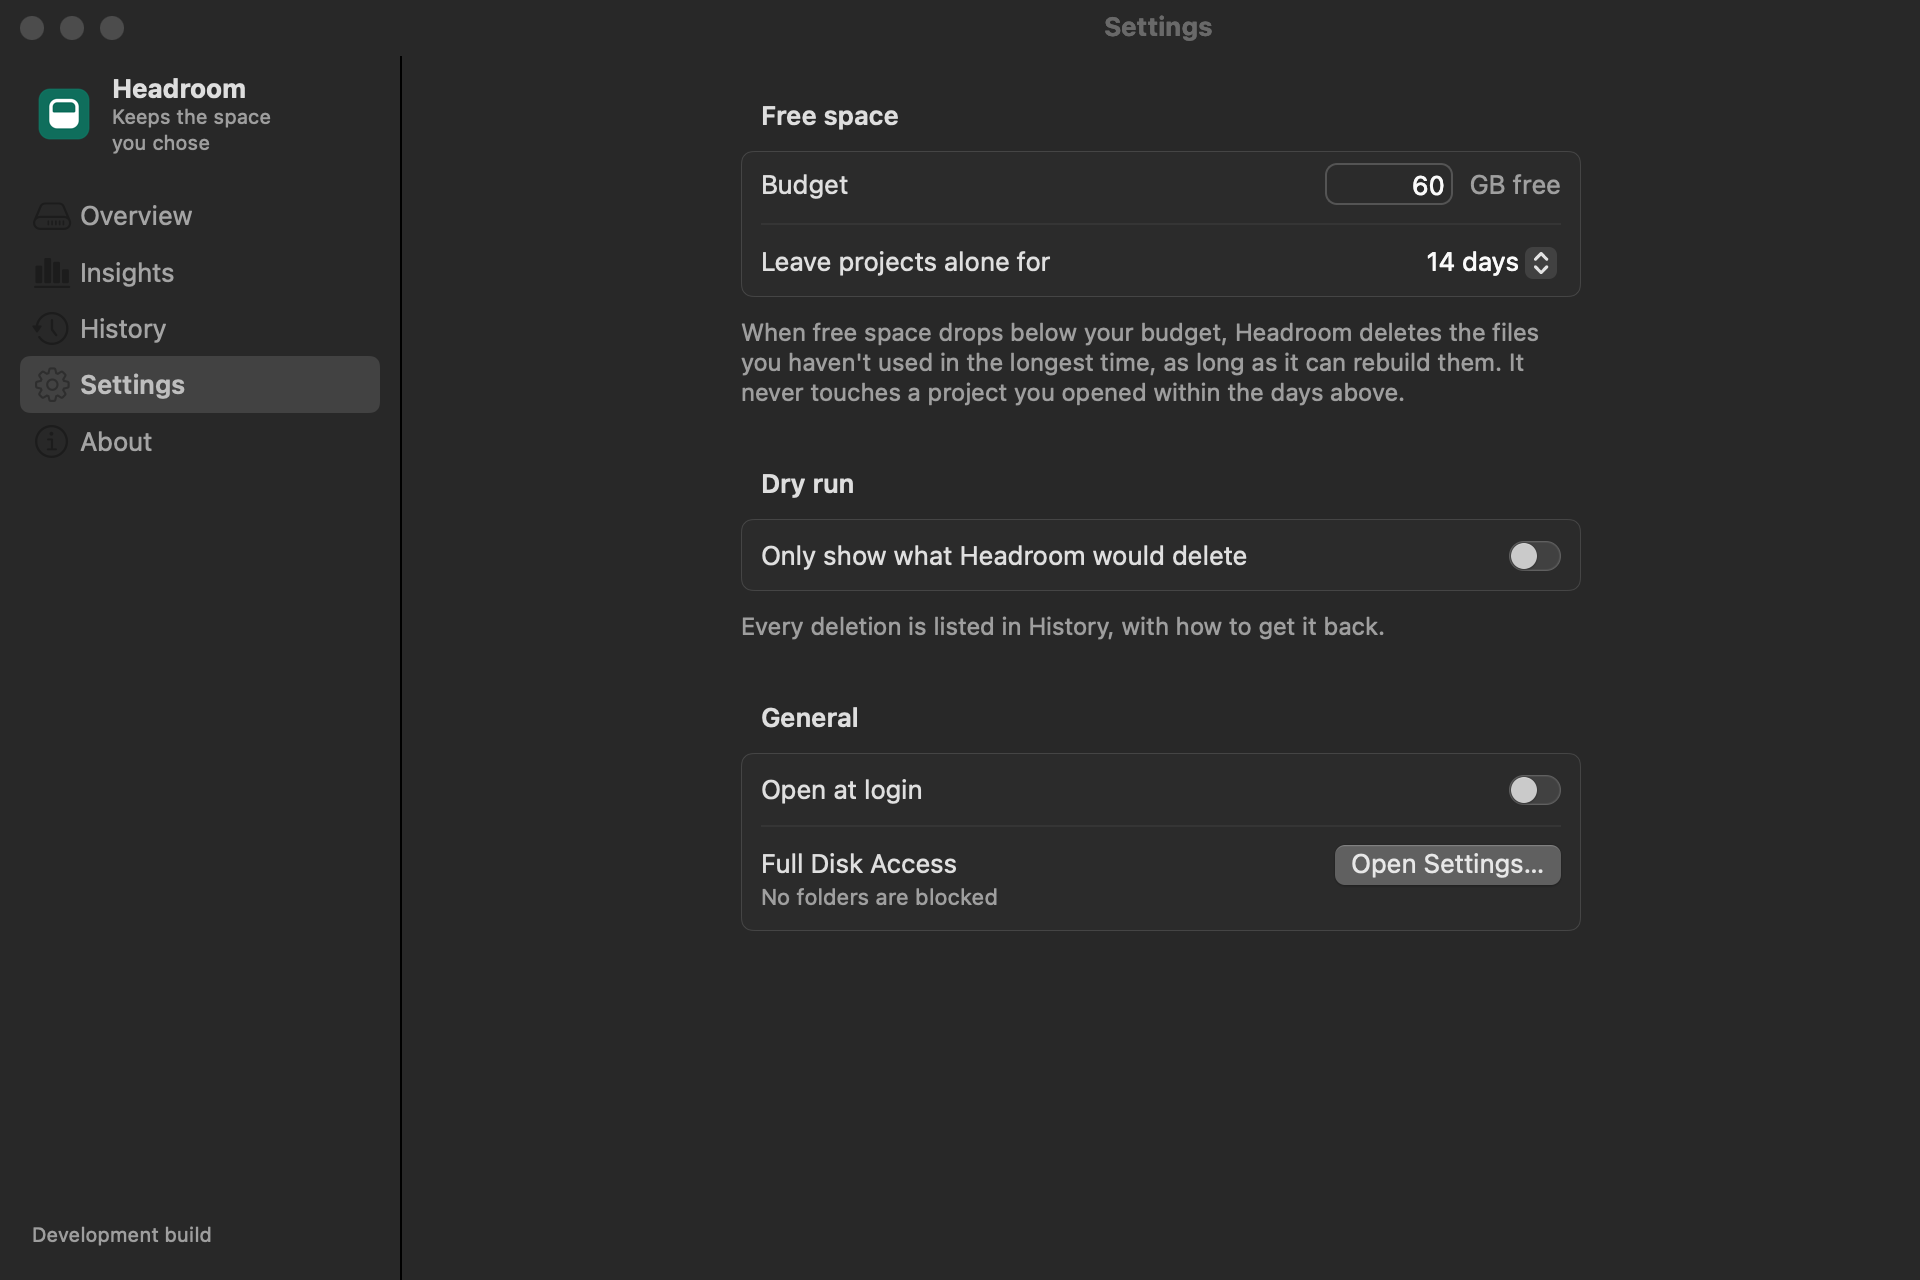 Settings
Headroom
Keeps the space
you chose
Overview
Insights
History
Settings
About
Development build
Free space
Budget
60 GB free
Leave projects alone for
14 days
When free space drops below your budget, Headroom deletes the files
you haven't used in the longest time, as long as it can rebuild them. It
never touches a project you opened within the days above.
Dry run
Only show what Headroom would delete
Every deletion is listed in History, with how to get it back.
General
Open at login
Full Disk Access
Open Settings...
No folders are blocked